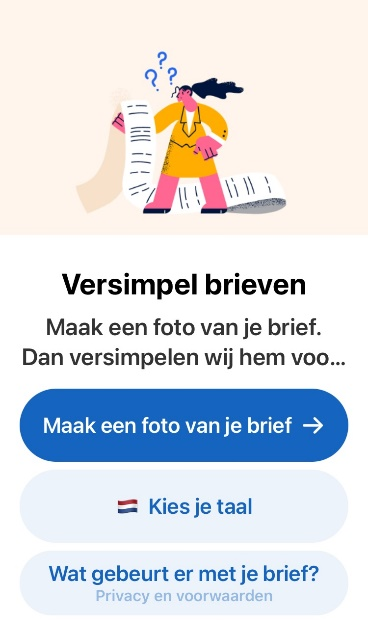 Versimpel brieven
Maak een foto van je brief.
Dan versimpelen wij hem voo...
Maak een foto van je brief →
Kies je taal
Wat gebeurt er met je brief?
Privacy en voorwaarden